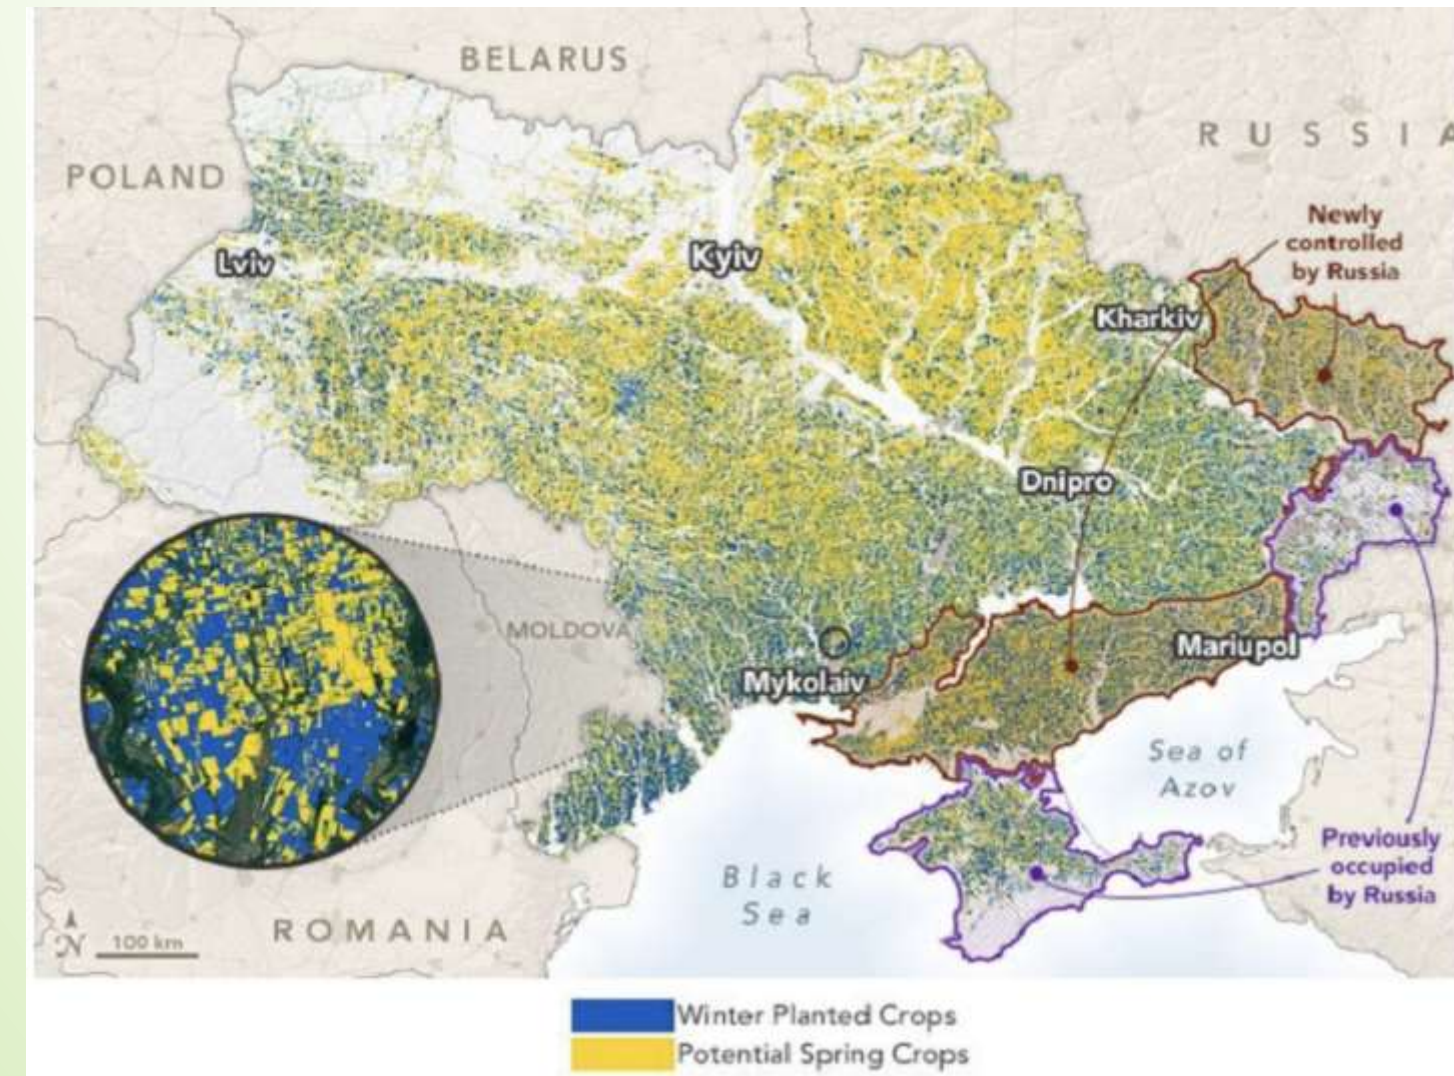 BELARUS
RUSSIA
POLAND
Newly
controlled
by Russia
Lviv
Kyiv
Kharkiv
Dnipro
MOLDOVA
Mariupol
Mykolaiv
Sea of
Azov
Previously
occupied
by Russia
Black
Sea
ROMANIA
N
100 km
Winter Planted Crops
Potential Spring Crops